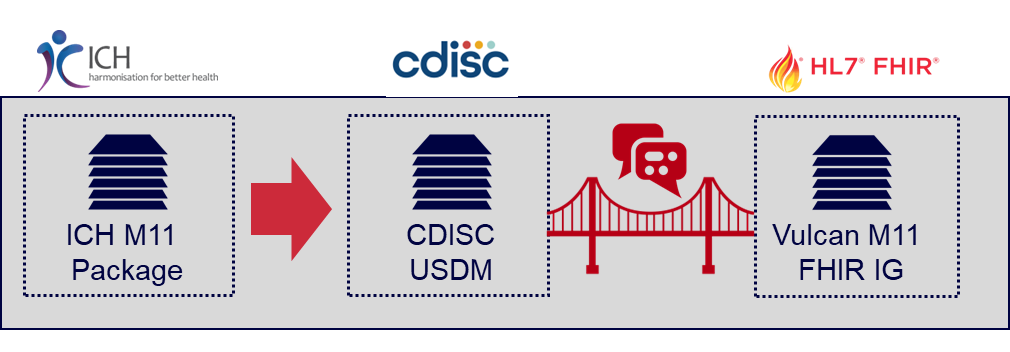 ICH
harmonisation for better health
cdisc
HL7® FHIR®
ICH M11
Package
CDISC
USDM
Vulcan M11
FHIR IG